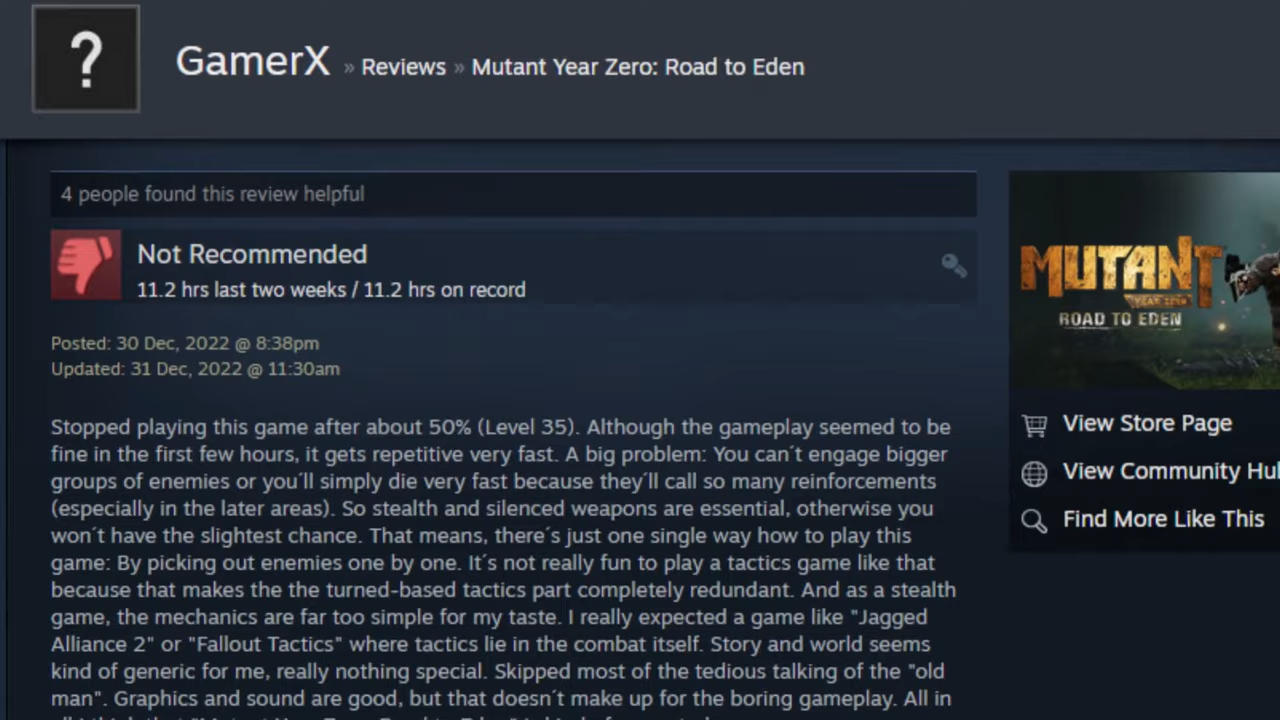 ?
GamerX » Reviews » Mutant Year Zero: Road to Eden
4 people found this review helpful
Not Recommended
11.2 hrs last two weeks / 11.2 hrs on record
Posted: 30 Dec, 2022 @ 8:38pm
Updated: 31 Dec, 2022 @ 11:30am
Stopped playing this game after about 50% (Level 35). Although the gameplay seemed to be
fine in the first few hours, it gets repetitive very fast. A big problem: You can´t engage bigger
groups of enemies or you´ll simply die very fast because they´ll call so many reinforcements
(especially in the later areas). So stealth and silenced weapons are essential, otherwise you
won´t have the slightest chance. That means, there´s just one single way how to play this
game: By picking out enemies one by one. It´s not really fun to play a tactics game like that
because that makes the the turned-based tactics part completely redundant. And as a stealth
game, the mechanics are far too simple for my taste. I really expected a game like "Jagged
Alliance 2" or "Fallout Tactics" where tactics lie in the combat itself. Story and world seems
kind of generic for me, really nothing special. Skipped most of the tedious talking of the "old
man". Graphics and sound are good, but that doesn´t make up for the boring gameplay. All in
MUTANT
YEAR ZERO
ROAD TO EDEN
View Store Page
View Community Hu
Find More Like This